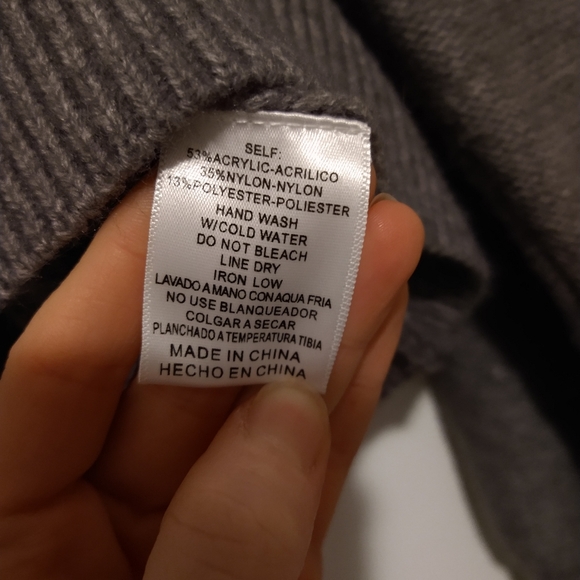 SELF:
53%ACRYLIC-ACRILICO
35%NYLON-NYLON
13%POLYESTER-POLIESTER
HAND WASH
W/COLD WATER
DO NOT BLEACH
LINE DRY
IRON LOW
LAVADO A MANO CON AQUA FRIA
NO USE BLANQUEADOR
COLGAR A SECAR
PLANCHADO A TEMPERATURA TIBIA
MADE IN CHINA
HECHO EN CHINA